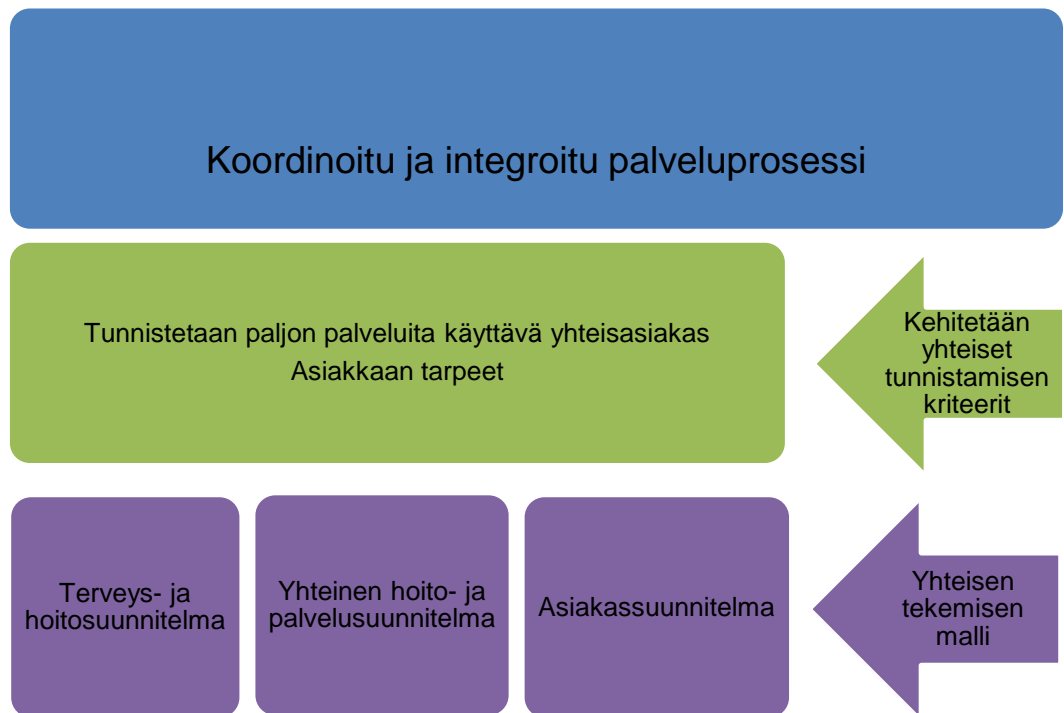 Koordinoitu ja integroitu palveluprosessi
Tunnistetaan paljon palveluita käyttävä yhteisasiakas
Asiakkaan tarpeet
Kehitetään
yhteiset
tunnistamisen
kriteerit
Terveys- ja
hoitosuunnitelma
Yhteinen hoito- ja
palvelusuunnitelma
Asiakassuunnitelma
Yhteisen
tekemisen
malli